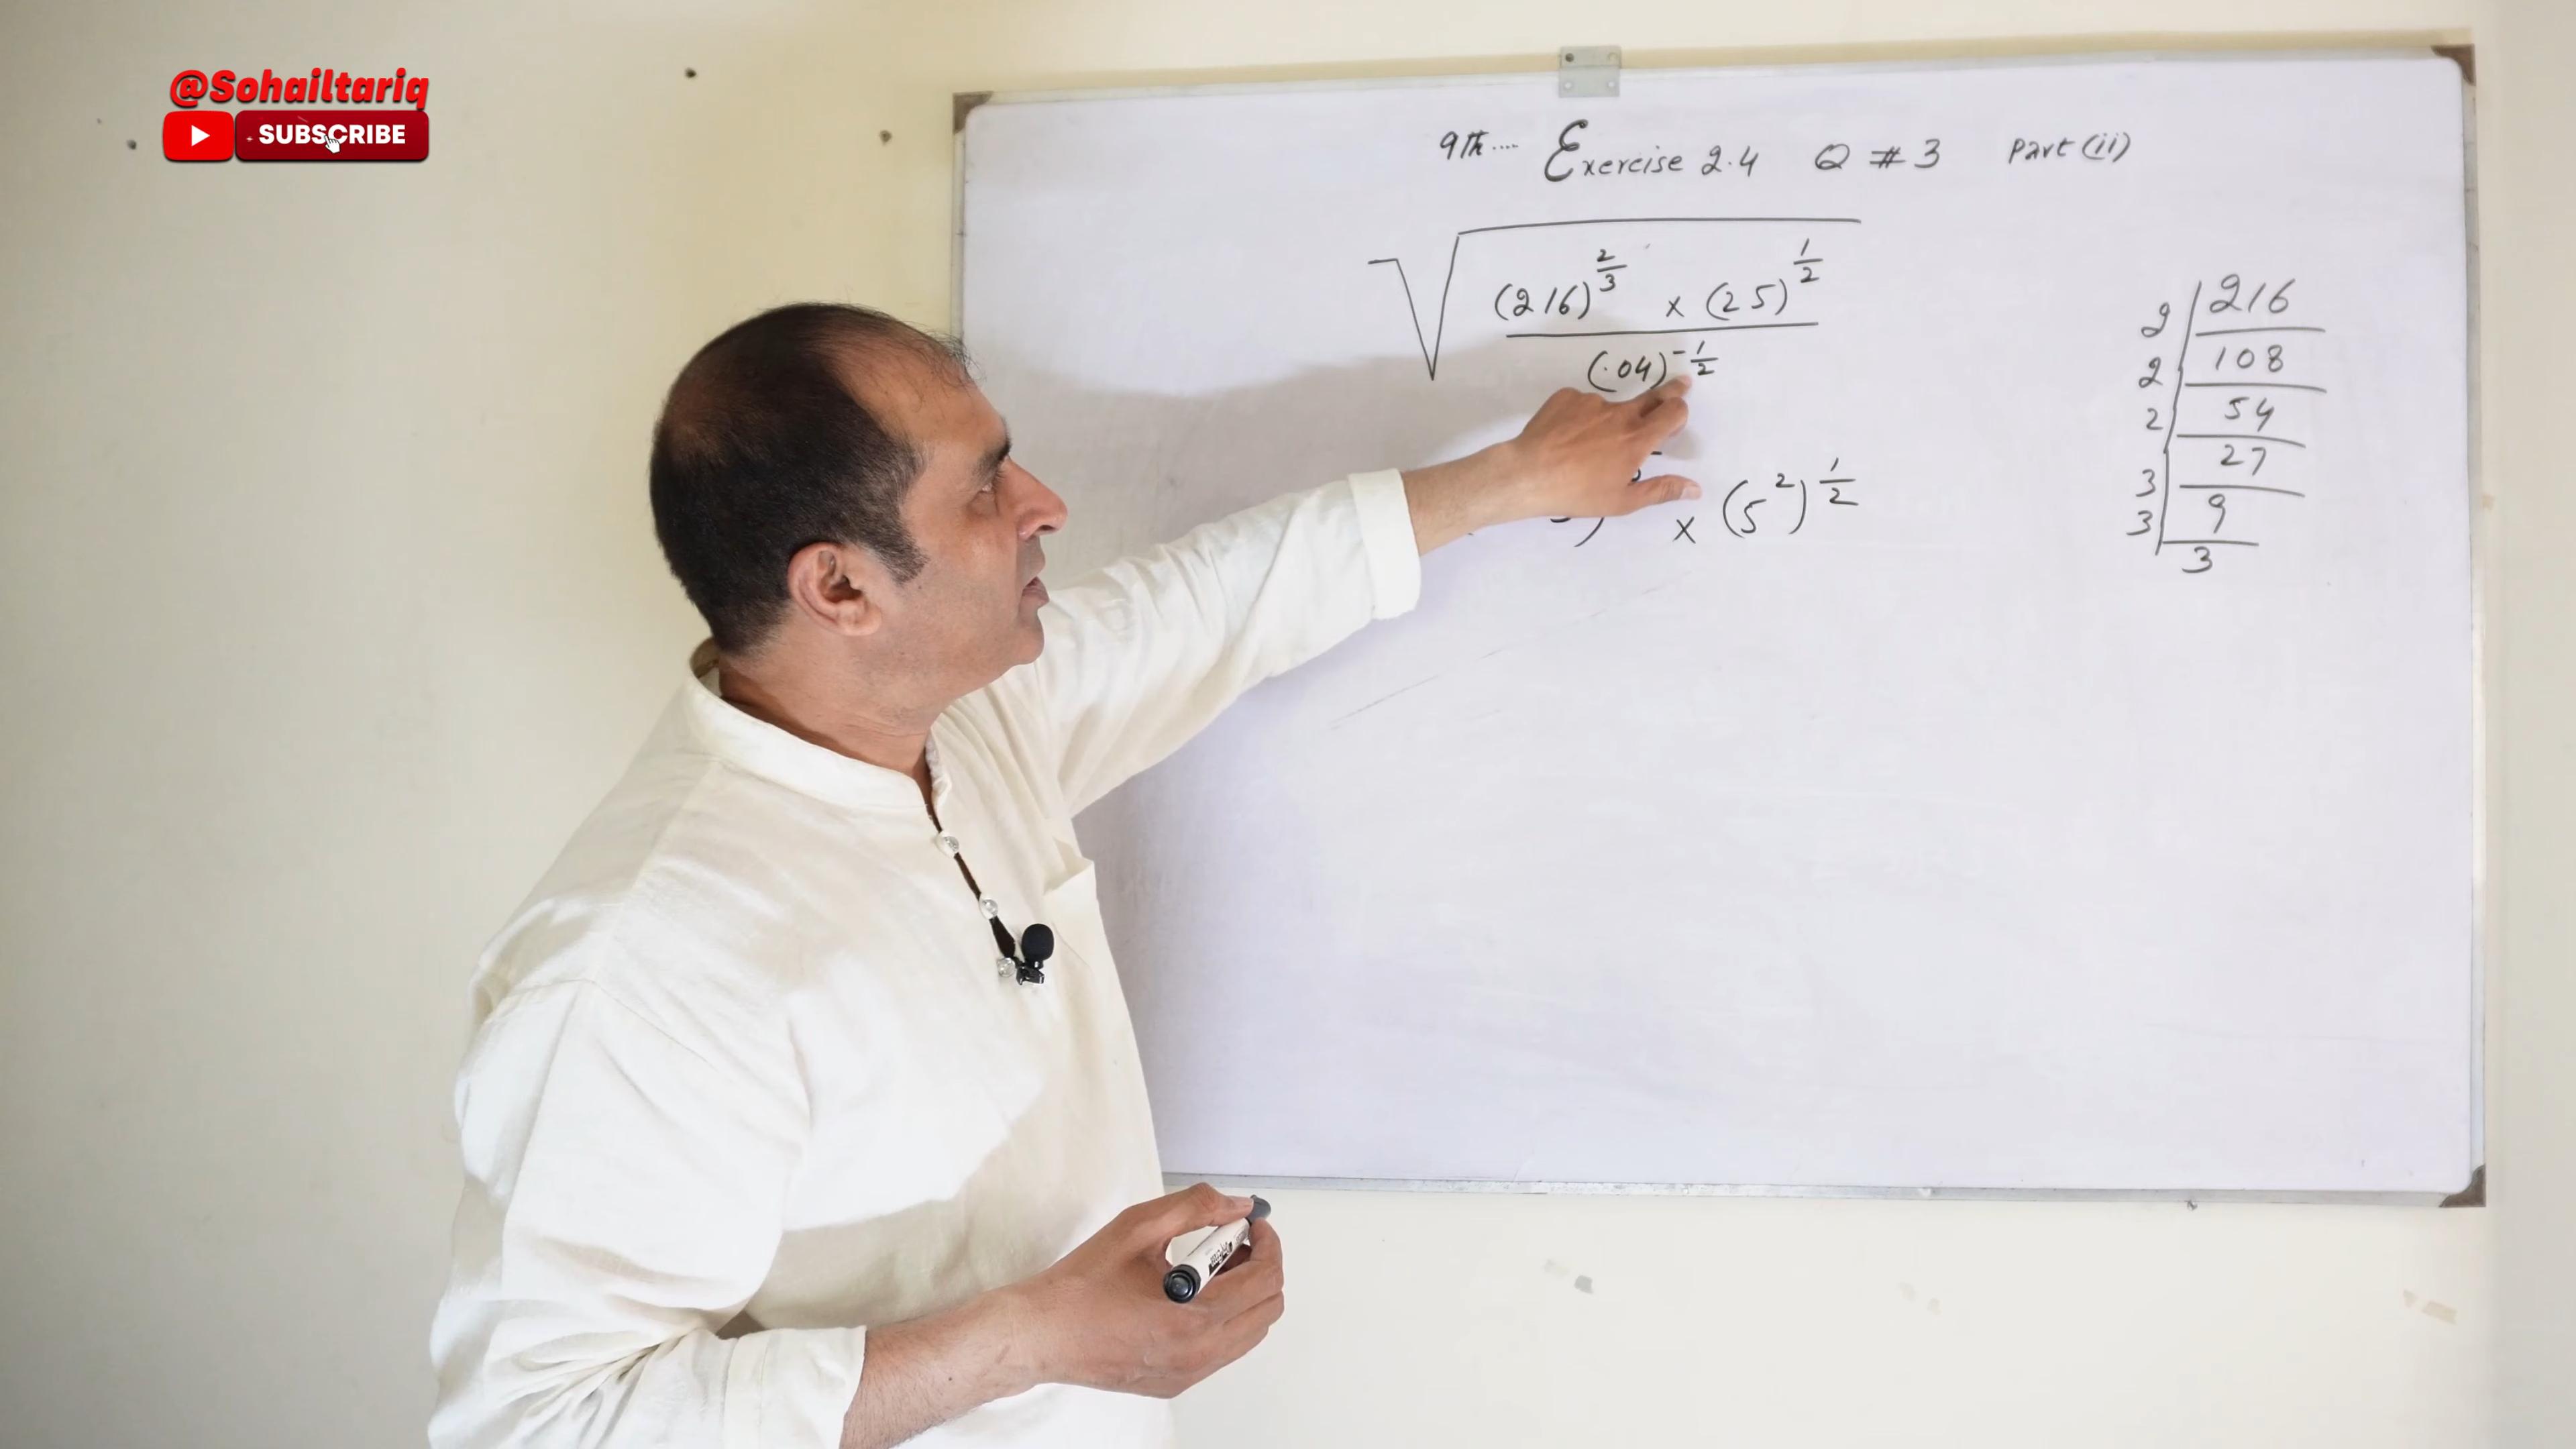 @Sohailtariq
SUBSCRIBE
9th.... Exercise 2.4 Q # 3 Part (ii)
√
(216)^(2/3) × (25)^(1/2)
(.04)^(-1/2)
× (5²)^(1/2)
2 | 216
2 | 108
2 | 54
3 | 27
3 | 9
3